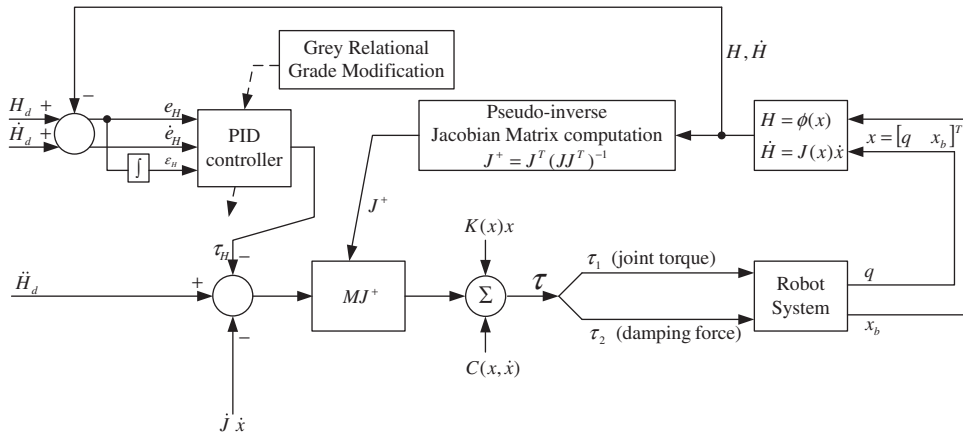 Grey Relational
Grade Modification
H, Ḣ
−
H_d +
Ḣ_d +
e_H
ė_H
∫ ε_H
PID
controller
Pseudo-inverse
Jacobian Matrix computation
J⁺ = Jᵀ(JJᵀ)⁻¹
H = ϕ(x)
Ḣ = J(x)ẋ
x = [q x_b]ᵀ
J⁺
τ_H −
K(x)x
Ḧ_d
+
MJ⁺
Σ
τ
τ₁ (joint torque)
τ₂ (damping force)
Robot
System
q
x_b
−
C(x, ẋ)
J̇ ẋ